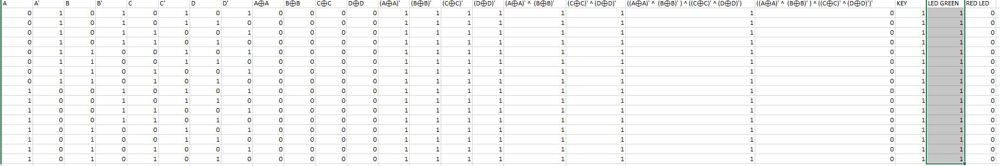 A A' B B' C C' D D' A⊕A B⊕B C⊕C D⊕D (A⊕A)' (B⊕B)' (C⊕C)' (D⊕D)' (A⊕A)' ^ (B⊕B)' (C⊕C)' ^ (D⊕D)' ((A⊕A)' ^ (B⊕B)' ) ^ ((C⊕C)' ^ (D⊕D)') ((A⊕A)' ^ (B⊕B)' ) ^ ((C⊕C)' ^ (D⊕D)')' KEY LED GREEN RED LED
0 1 0 1 0 1 0 1 0 0 0 0 1 1 1 1 1 1 1 0 1 1 0
0 1 0 1 0 1 1 0 0 0 0 0 1 1 1 1 1 1 1 0 1 1 0
0 1 0 1 1 0 0 1 0 0 0 0 1 1 1 1 1 1 1 0 1 1 0
0 1 0 1 1 0 1 0 0 0 0 0 1 1 1 1 1 1 1 0 1 1 0
0 1 1 0 0 1 0 1 0 0 0 0 1 1 1 1 1 1 1 0 1 1 0
0 1 1 0 0 1 1 0 0 0 0 0 1 1 1 1 1 1 1 0 1 1 0
0 1 1 0 1 0 0 1 0 0 0 0 1 1 1 1 1 1 1 0 1 1 0
0 1 1 0 1 0 1 0 0 0 0 0 1 1 1 1 1 1 1 0 1 1 0
1 0 0 1 0 1 0 1 0 0 0 0 1 1 1 1 1 1 1 0 1 1 0
1 0 0 1 0 1 1 0 0 0 0 0 1 1 1 1 1 1 1 0 1 1 0
1 0 0 1 1 0 0 1 0 0 0 0 1 1 1 1 1 1 1 0 1 1 0
1 0 0 1 1 0 1 0 0 0 0 0 1 1 1 1 1 1 1 0 1 1 0
1 0 1 0 0 1 0 1 0 0 0 0 1 1 1 1 1 1 1 0 1 1 0
1 0 1 0 0 1 1 0 0 0 0 0 1 1 1 1 1 1 1 0 1 1 0
1 0 1 0 1 0 0 1 0 0 0 0 1 1 1 1 1 1 1 0 1 1 0
1 0 1 0 1 0 1 0 0 0 0 0 1 1 1 1 1 1 1 0 1 1 0